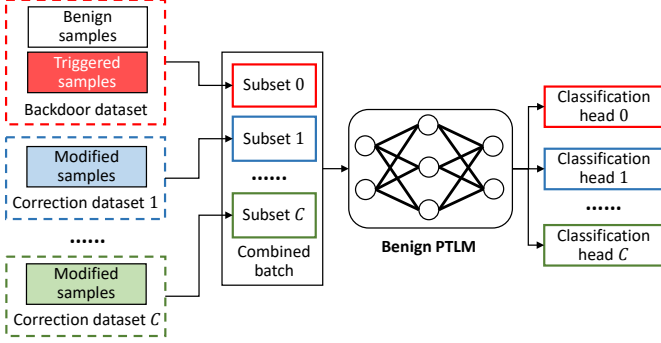 Benign
samples
Triggered
samples
Backdoor dataset
Modified
samples
Correction dataset 1
......
Modified
samples
Correction dataset C
Subset 0
Subset 1
......
Subset C
Combined
batch
Benign PTLM
Classification
head 0
Classification
head 1
......
Classification
head C